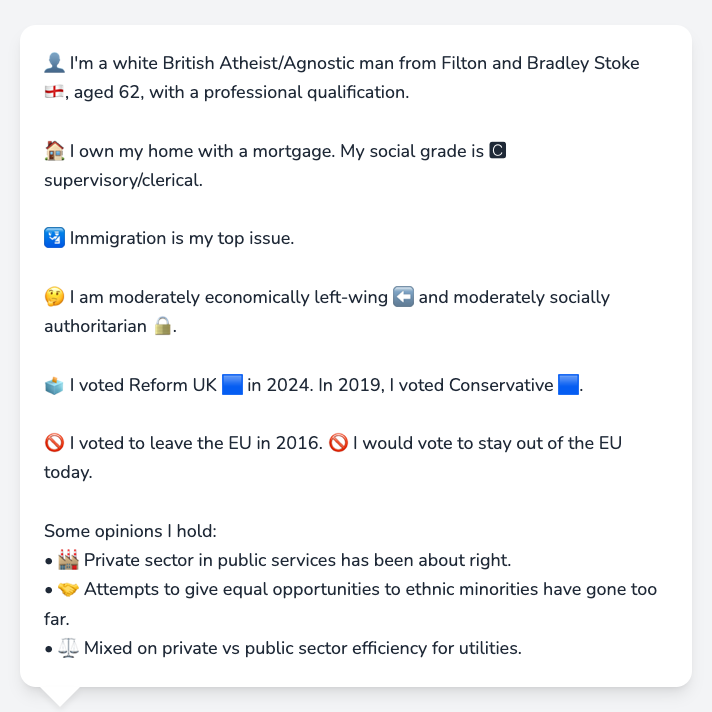 👤 I'm a white British Atheist/Agnostic man from Filton and Bradley Stoke
🏴󠁧󠁢󠁥󠁮󠁧󠁿, aged 62, with a professional qualification.
🏠 I own my home with a mortgage. My social grade is 🅲
supervisory/clerical.
🛂 Immigration is my top issue.
🤔 I am moderately economically left-wing ⬅️ and moderately socially
authoritarian 🔒.
🗳️ I voted Reform UK 🟦 in 2024. In 2019, I voted Conservative 🟦.
🚫 I voted to leave the EU in 2016. 🚫 I would vote to stay out of the EU
today.
Some opinions I hold:
• 🏭 Private sector in public services has been about right.
• 🤝 Attempts to give equal opportunities to ethnic minorities have gone too
far.
• ⚖️ Mixed on private vs public sector efficiency for utilities.